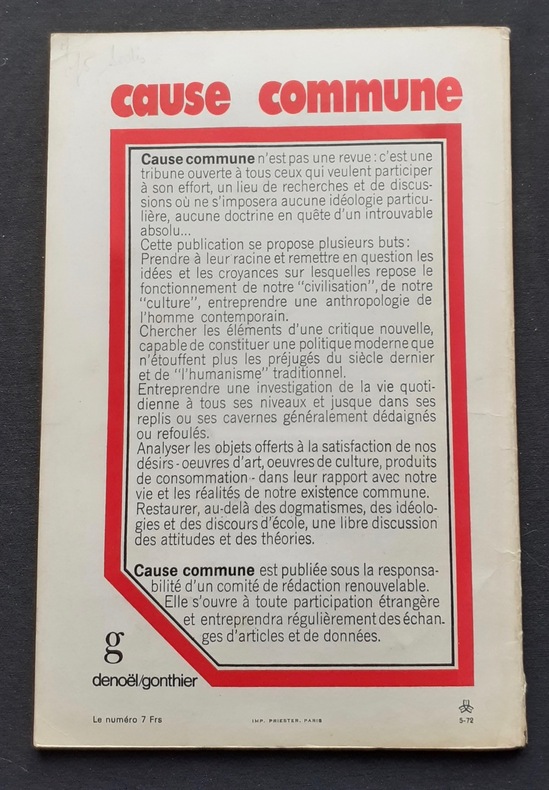 cause commune
Cause commune n'est pas une revue : c'est une
tribune ouverte à tous ceux qui veulent participer
à son effort, un lieu de recherches et de discus-
sions où ne s'imposera aucune idéologie particu-
lière, aucune doctrine en quête d'un introuvable
absolu...
Cette publication se propose plusieurs buts :
Prendre à leur racine et remettre en question les
idées et les croyances sur lesquelles repose le
fonctionnement de notre "civilisation", de notre
"culture", entreprendre une anthropologie de
l'homme contemporain.
Chercher les éléments d'une critique nouvelle,
capable de constituer une politique moderne que
n'étouffent plus les préjugés du siècle dernier
et de "l'humanisme" traditionnel.
Entreprendre une investigation de la vie quoti-
dienne à tous ses niveaux et jusque dans ses
replis ou ses cavernes généralement dédaignés
ou refoulés.
Analyser les objets offerts à la satisfaction de nos
désirs - oeuvres d'art, oeuvres de culture, produits
de consommation - dans leur rapport avec notre
vie et les réalités de notre existence commune.
Restaurer, au-delà des dogmatismes, des idéolo-
gies et des discours d'école, une libre discussion
des attitudes et des théories.
Cause commune est publiée sous la responsa-
bilité d'un comité de rédaction renouvelable.
Elle s'ouvre à toute participation étrangère
et entreprendra régulièrement des échan-
ges d'articles et de données.
g
denoël/gonthier
Le numéro 7 Frs
IMP. PRIESTER, PARIS
5-72